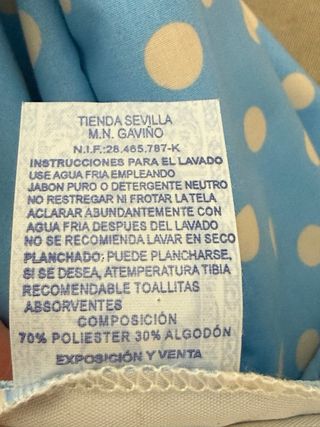 TIENDA SEVILLA
M.N. GAVIÑO
N.I.F.:28.465.787-K
INSTRUCCIONES PARA EL LAVADO
USE AGUA FRIA EMPLEANDO
JABON PURO O DETERGENTE NEUTRO
NO RESTREGAR NI FROTAR LA TELA
ACLARAR ABUNDANTEMENTE CON
AGUA FRIA DESPUES DEL LAVADO
NO SE RECOMIENDA LAVAR EN SECO
PLANCHADO: PUEDE PLANCHARSE,
SI SE DESEA, ATEMPERATURA TIBIA
RECOMENDABLE TOALLITAS
ABSORVENTES
COMPOSICIÓN
70% POLIESTER 30% ALGODÓN
EXPOSICIÓN Y VENTA